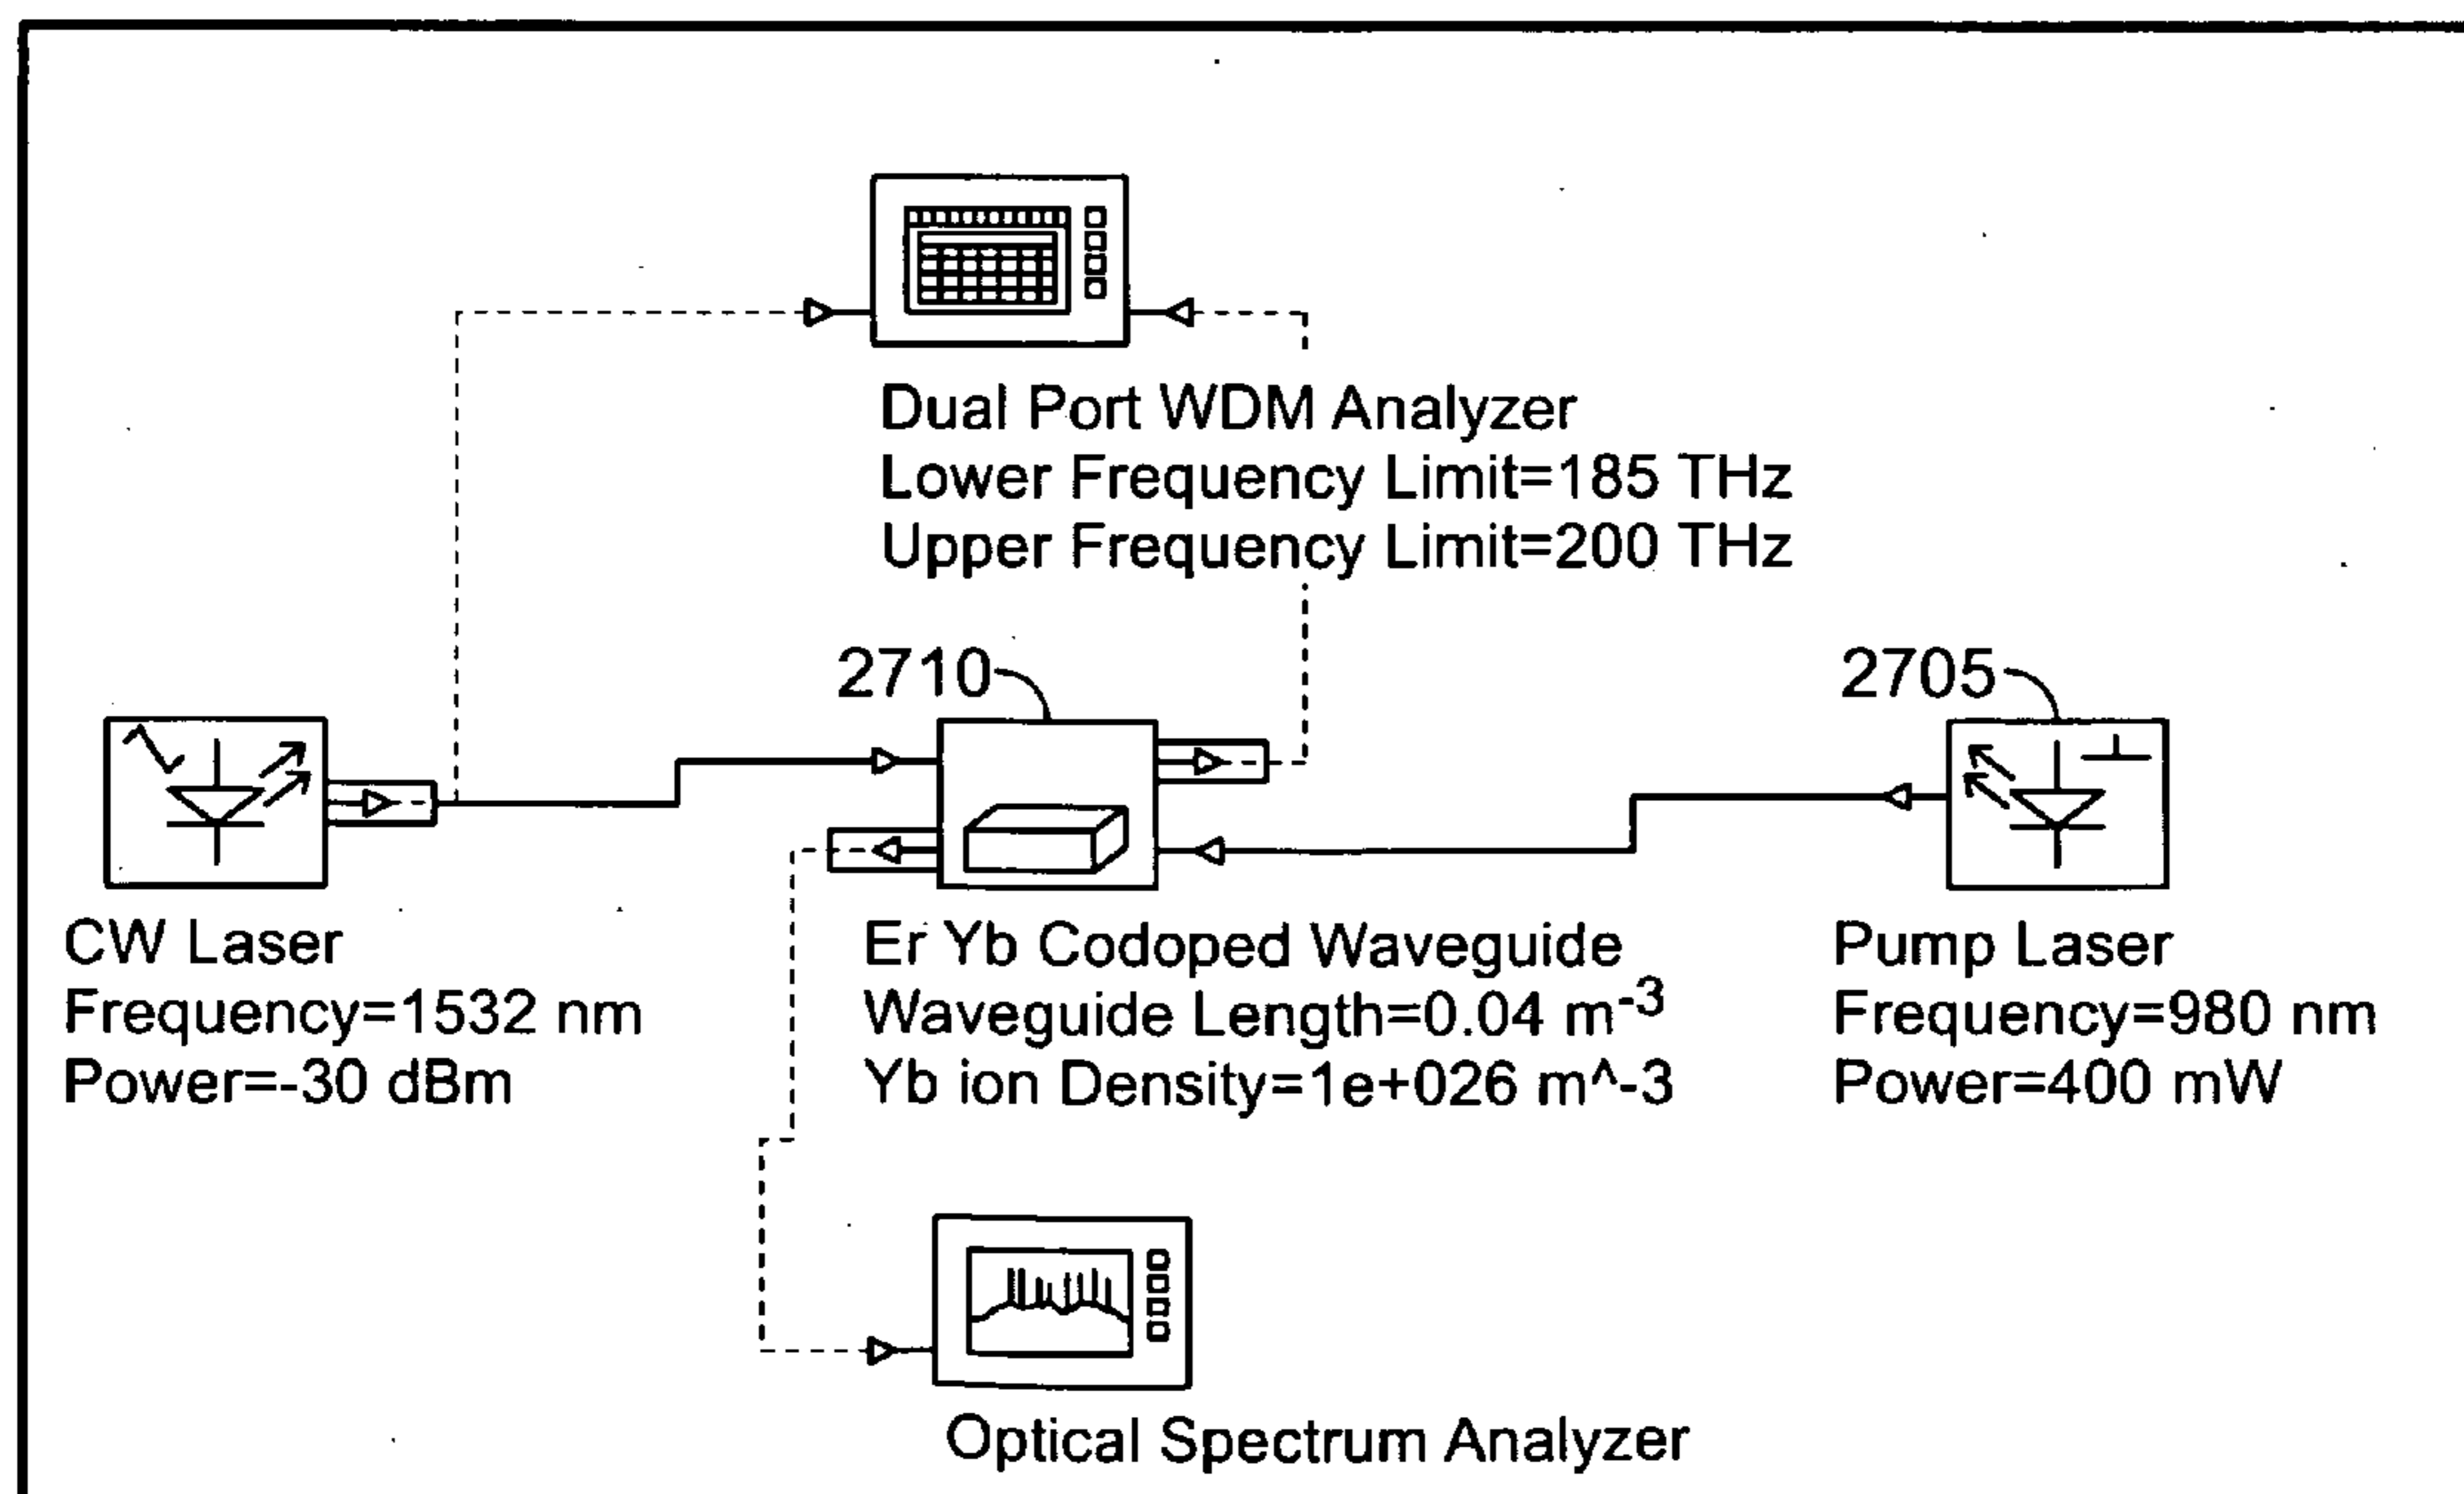 Dual Port WDM Analyzer
Lower Frequency Limit=185 THz
Upper Frequency Limit=200 THz
2710
2705
CW Laser
Frequency=1532 nm
Power=-30 dBm
Er Yb Codoped Waveguide
Waveguide Length=0.04 m⁻³
Yb ion Density=1e+026 m^-3
Pump Laser
Frequency=980 nm
Power=400 mW
Optical Spectrum Analyzer